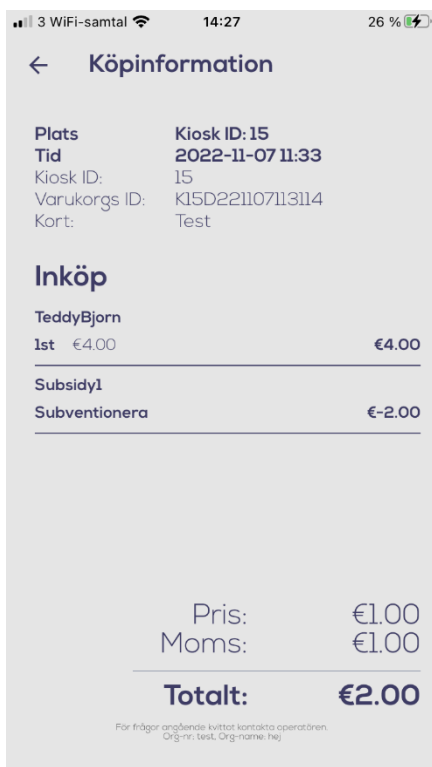 3 WiFi-samtal 14:27 26 %
← Köpinformation
Plats Kiosk ID: 15
Tid 2022-11-07 11:33
Kiosk ID: 15
Varukorgs ID: K15D221107113114
Kort: Test
Inköp
TeddyBjorn
1st €4.00 €4.00
Subsidy1
Subventionera €-2.00
Pris: €1.00
Moms: €1.00
Totalt: €2.00
För frågor angående kvittot kontakta operatören.
Org-nr: test, Org-name: hej